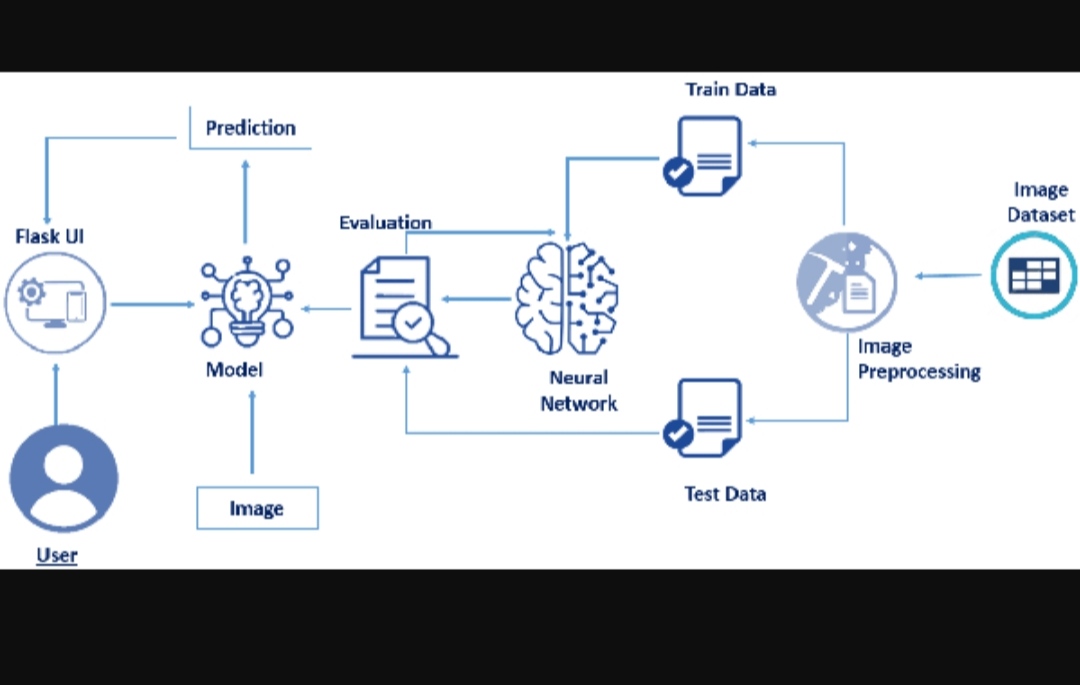 Train Data
Prediction
Image
Dataset
Evaluation
Flask UI
Image
Preprocessing
Model
Neural
Network
Test Data
Image
User